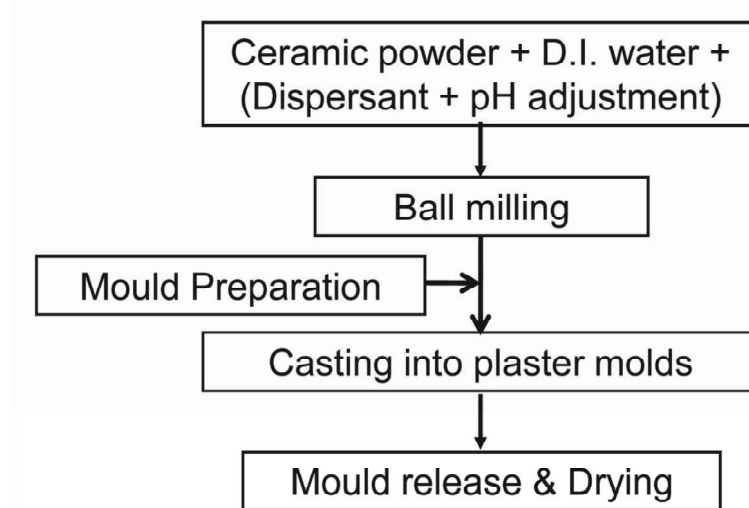 Ceramic powder + D.I. water +
(Dispersant + pH adjustment)
Ball milling
Mould Preparation
Casting into plaster molds
Mould release & Drying